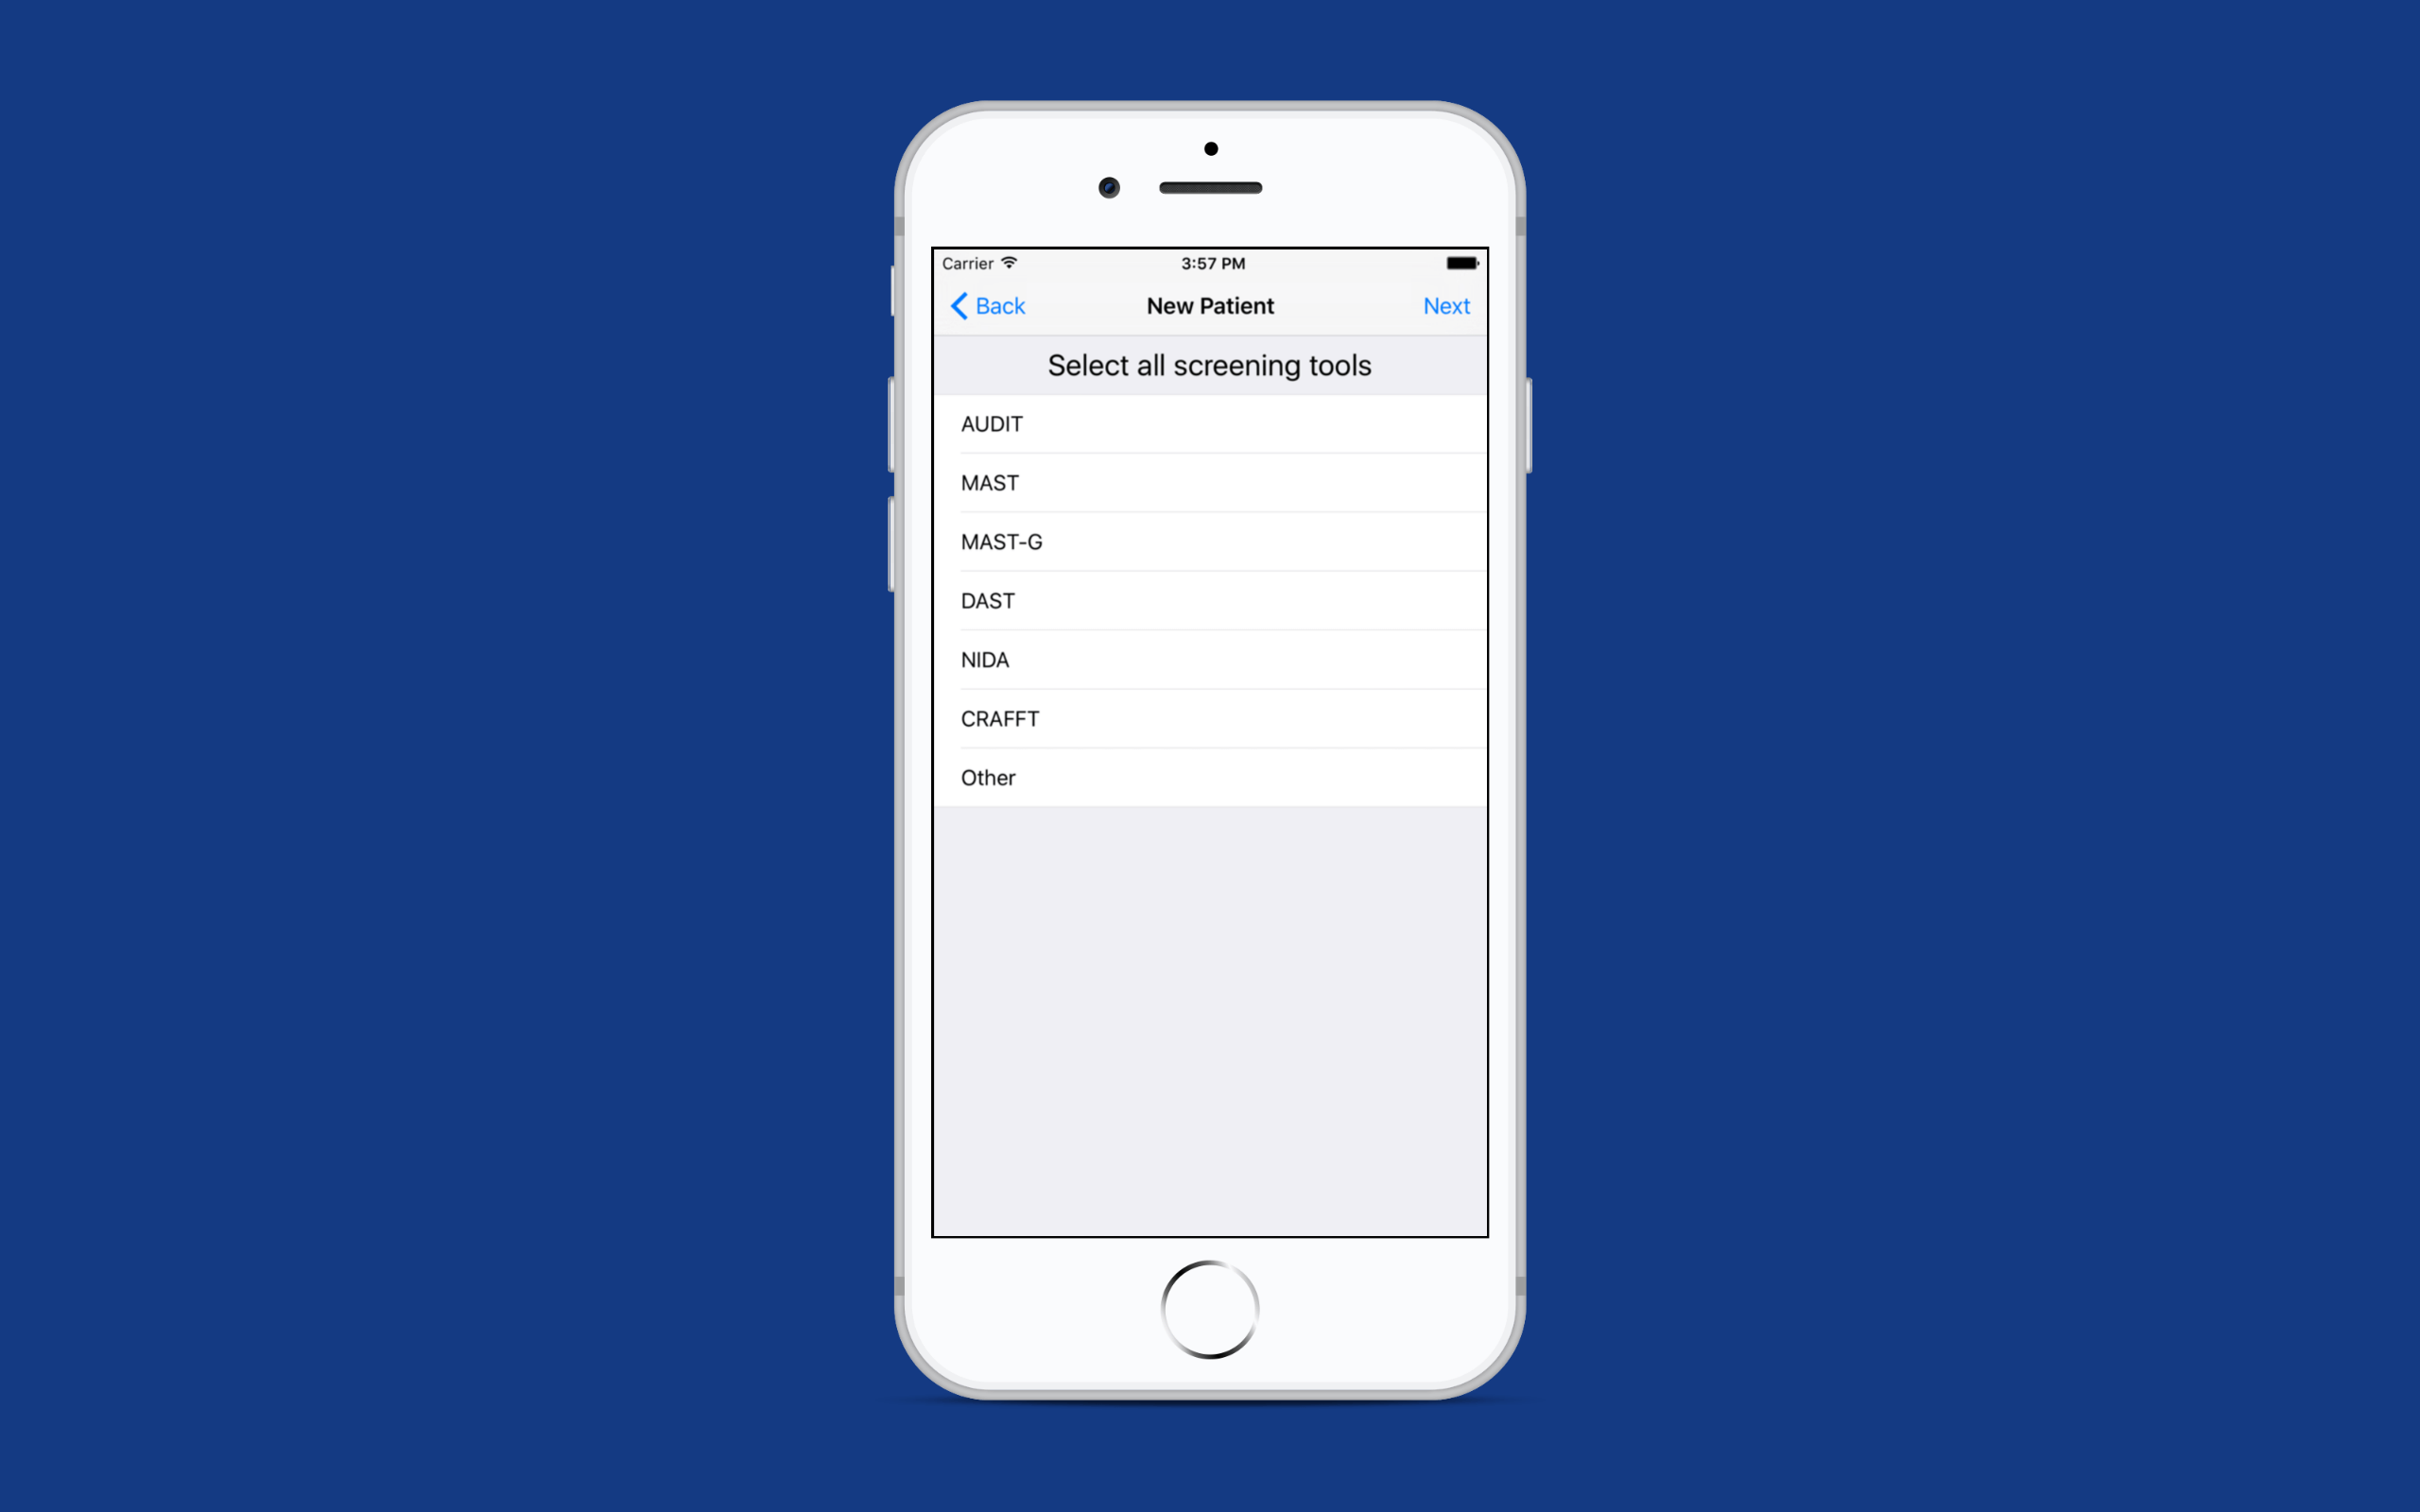 Carrier 3:57 PM
Back New Patient Next
Select all screening tools
AUDIT
MAST
MAST-G
DAST
NIDA
CRAFFT
Other